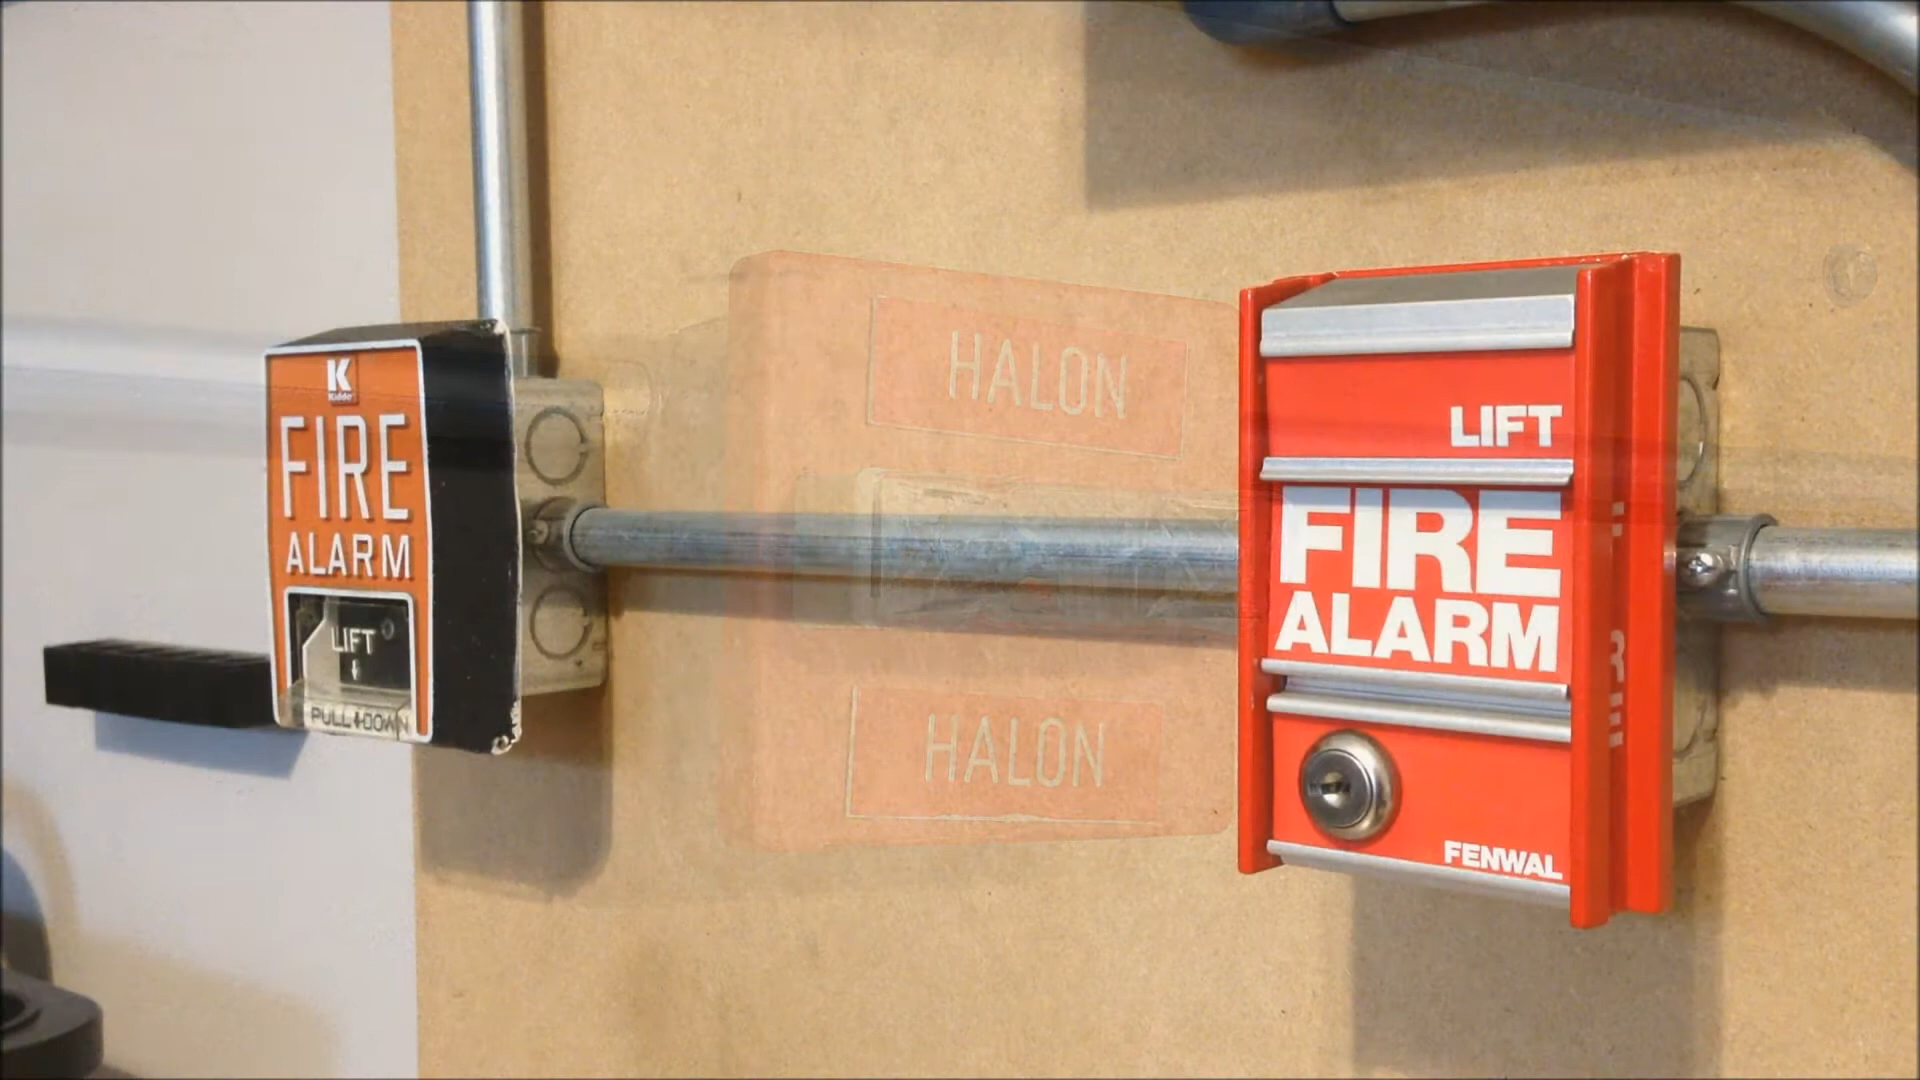 K
Kidde
FIRE
ALARM
LIFT
PULL DOWN
HALON
HALON
LIFT
FIRE
ALARM
FENWAL